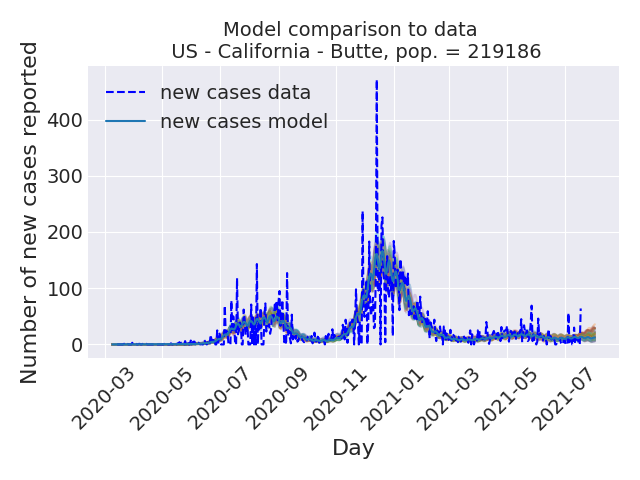 Model comparison to data
US - California - Butte, pop. = 219186
new cases data
new cases model
Number of new cases reported
400
300
200
100
0
2020-03
2020-05
2020-07
2020-09
2020-11
2021-01
2021-03
2021-05
2021-07
Day